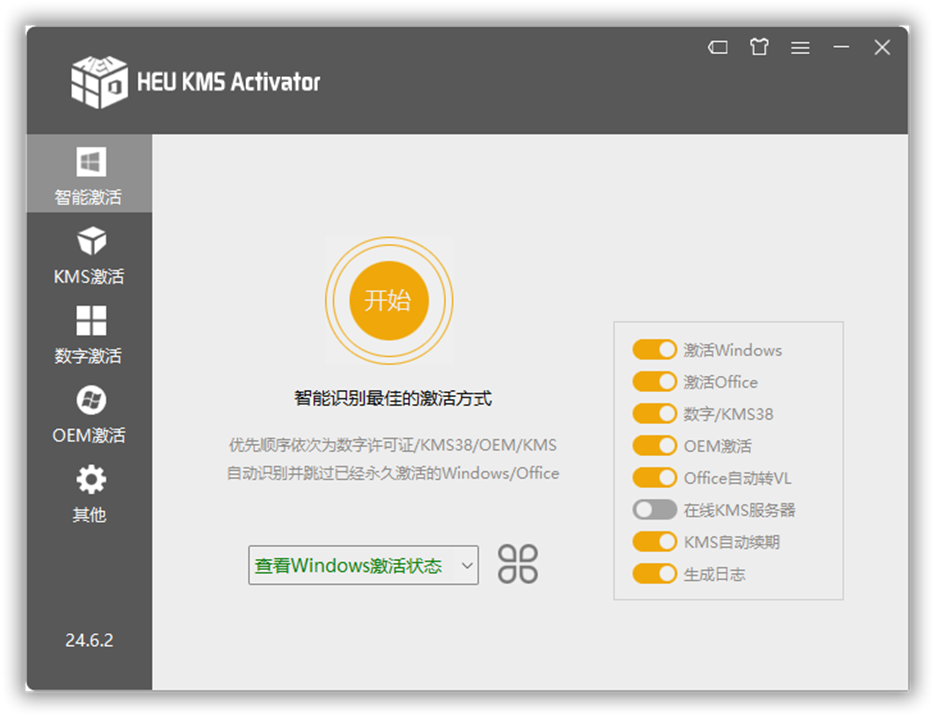 HEU KMS Activator
智能激活
KMS激活
数字激活
OEM激活
其他
24.6.2
开始
智能识别最佳的激活方式
优先顺序依次为数字许可证/KMS38/OEM/KMS
自动识别并跳过已经永久激活的Windows/Office
查看Windows激活状态
激活Windows
激活Office
数字/KMS38
OEM激活
Office自动转VL
在线KMS服务器
KMS自动续期
生成日志